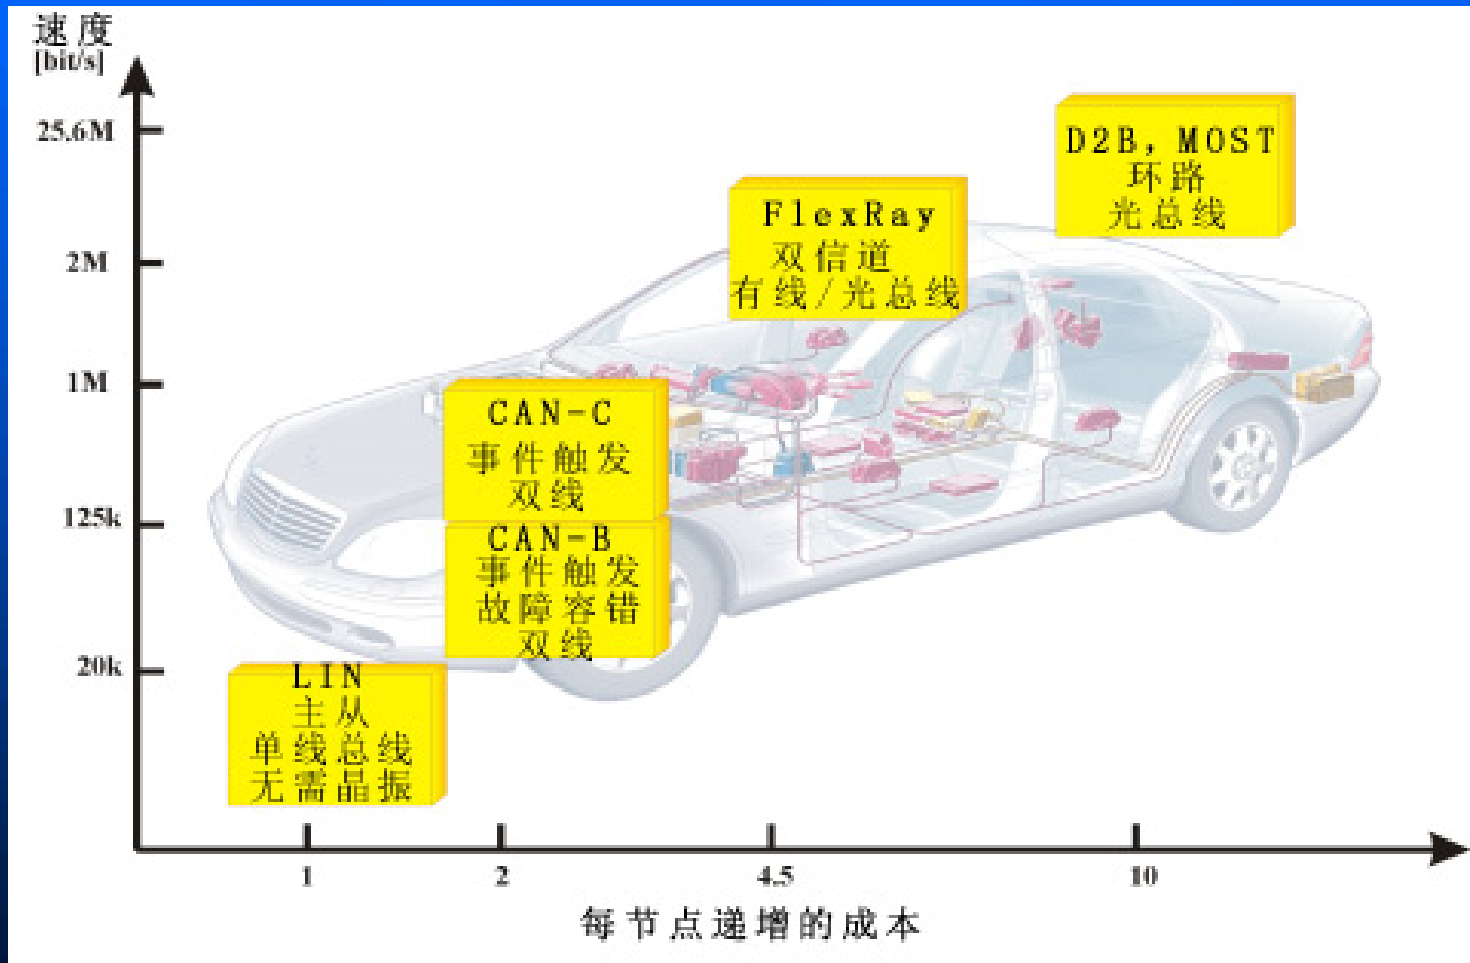 速度
[bit/s]
25.6M
2M
1M
125k
20k
D2B, MOST
环路
光总线
FlexRay
双信道
有线/光总线
CAN-C
事件触发
双线
CAN-B
事件触发
故障容错
双线
LIN
主从
单线总线
无需晶振
1
2
4.5
10
每节点递增的成本